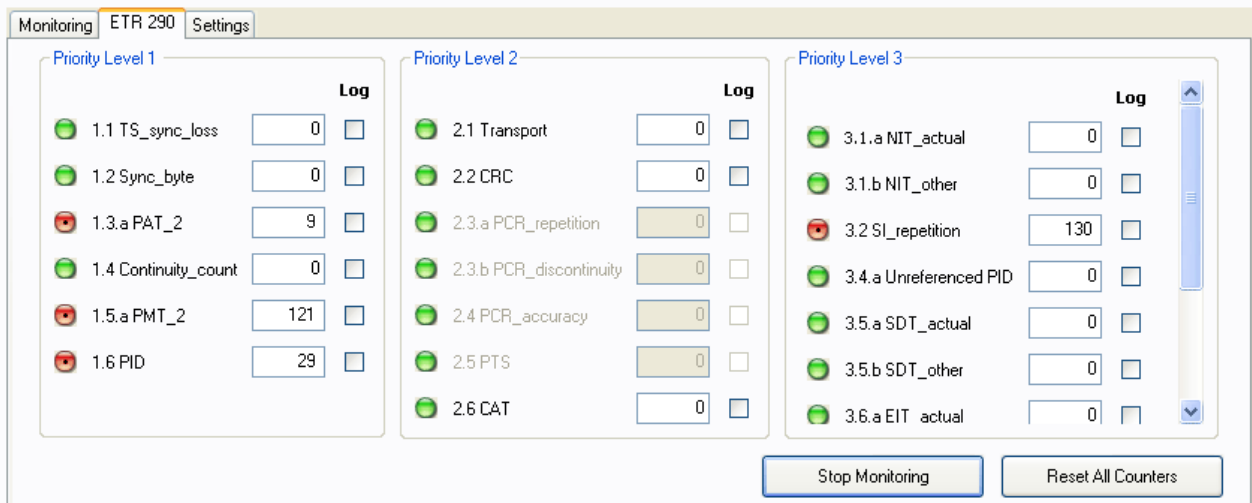 Monitoring ETR 290 Settings
Priority Level 1
Log
1.1 TS_sync_loss 0
1.2 Sync_byte 0
1.3.a PAT_2 9
1.4 Continuity_count 0
1.5.a PMT_2 121
1.6 PID 29
Priority Level 2
Log
2.1 Transport 0
2.2 CRC 0
2.3.a PCR_repetition 0
2.3.b PCR_discontinuity 0
2.4 PCR_accuracy 0
2.5 PTS 0
2.6 CAT 0
Priority Level 3
Log
3.1.a NIT_actual 0
3.1.b NIT_other 0
3.2 SI_repetition 130
3.4.a Unreferenced PID 0
3.5.a SDT_actual 0
3.5.b SDT_other 0
3.6.a EIT_actual 0
Stop Monitoring
Reset All Counters